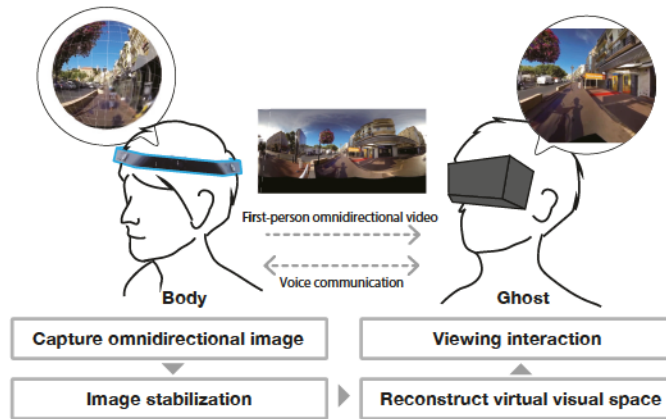 First-person omnidirectional video
Voice communication
Body
Ghost
Capture omnidirectional image
Viewing interaction
Image stabilization
Reconstruct virtual visual space